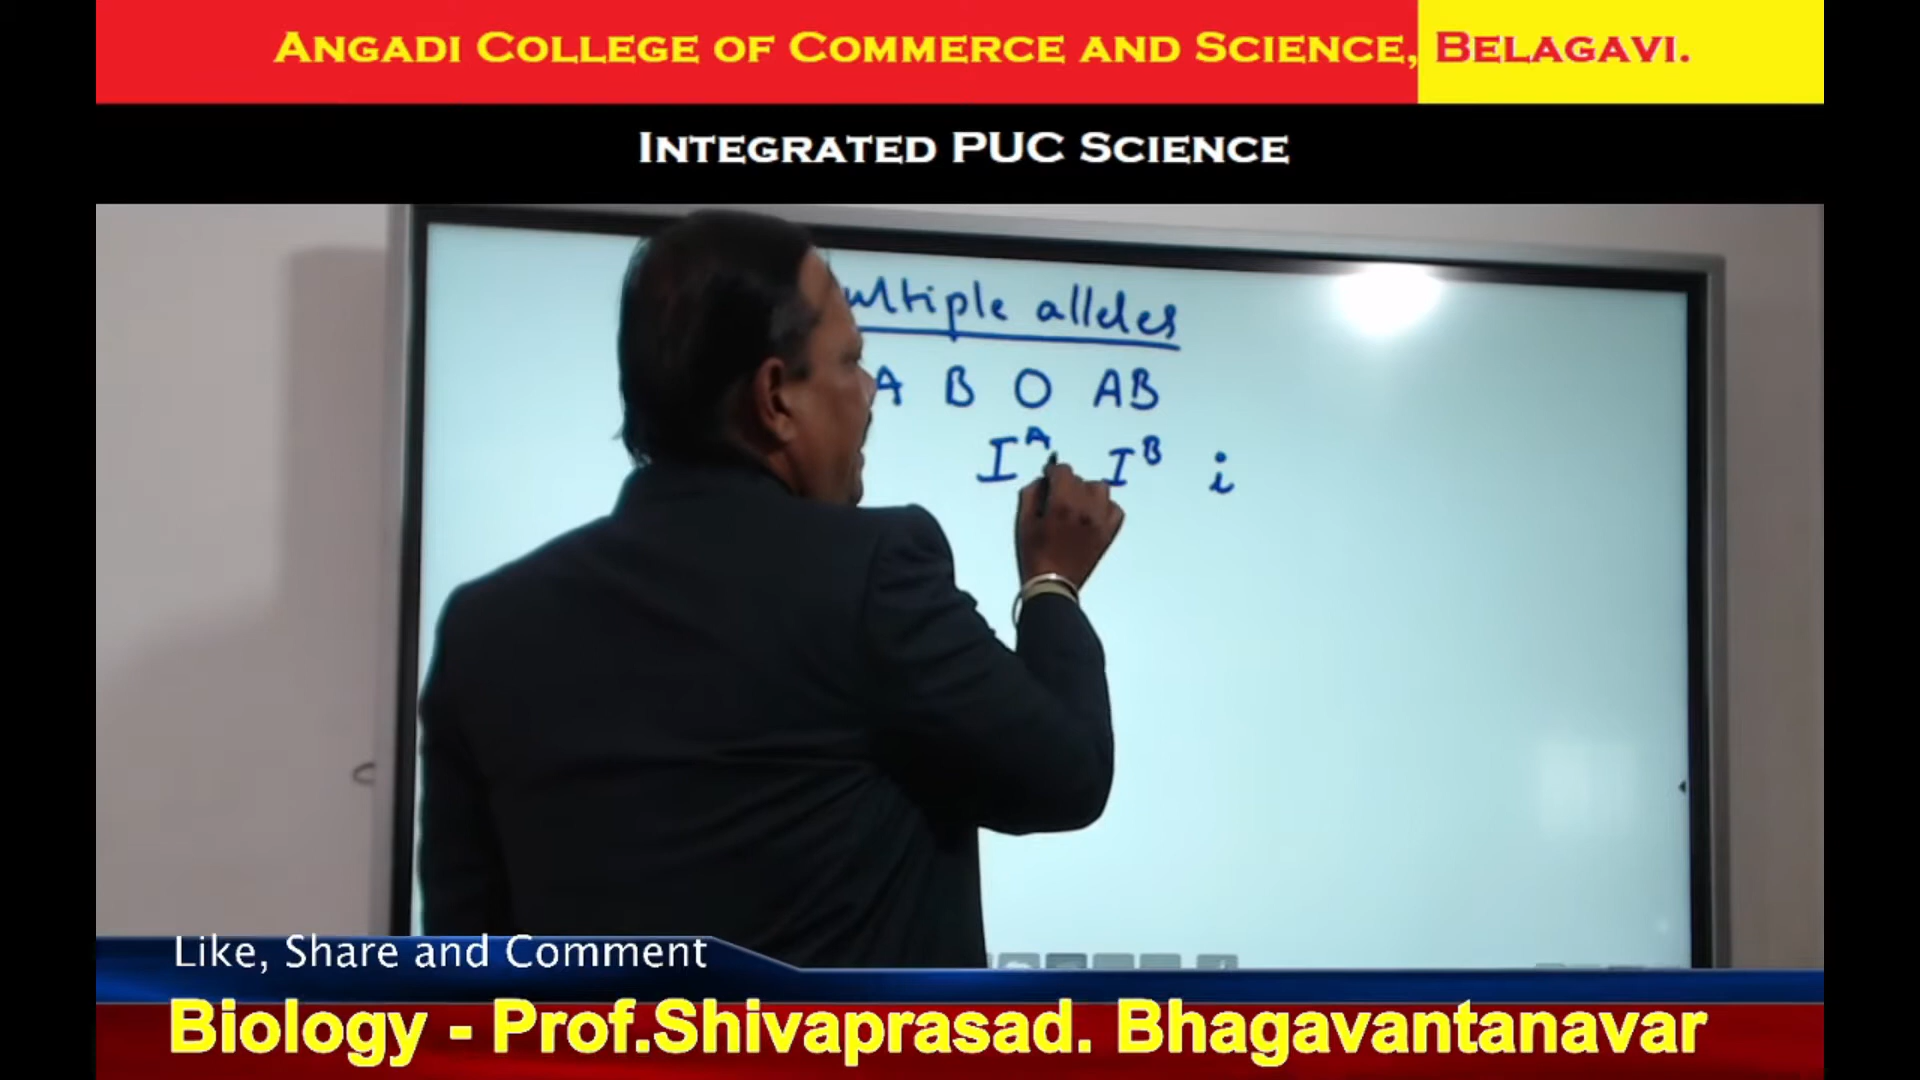 ANGADI COLLEGE OF COMMERCE AND SCIENCE, BELAGAVI.
INTEGRATED PUC SCIENCE
ultiple alleles
A B O AB
I^A I^B i
Like, Share and Comment
Biology - Prof.Shivaprasad. Bhagavantanavar